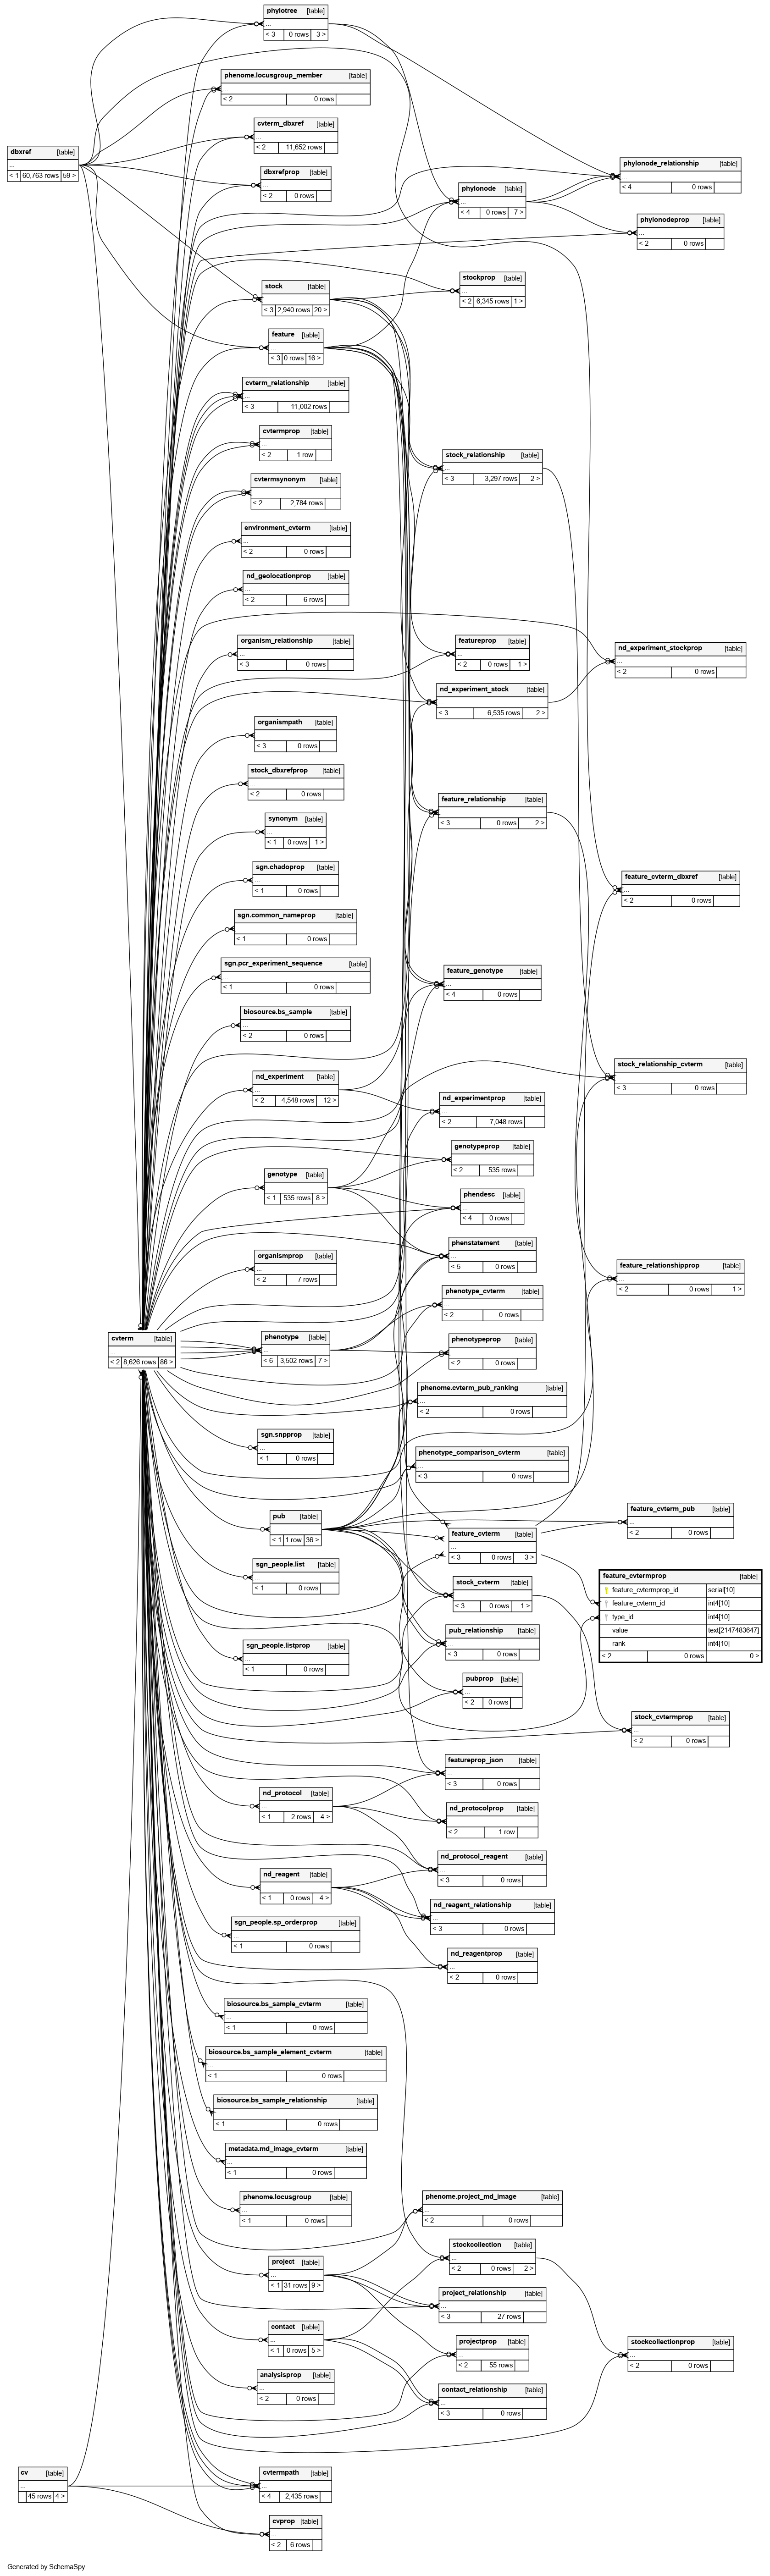 phylotree [table]
...
< 3 0 rows 3 >
phenome.locusgroup_member [table]
...
< 2 0 rows
cvterm_dbxref [table]
...
< 2 11,652 rows
dbxref [table]
...
< 1 60,763 rows 59 >
dbxrefprop [table]
...
< 2 0 rows
phylonode_relationship [table]
...
< 4 0 rows
phylonode [table]
...
< 4 0 rows 7 >
phylonodeprop [table]
...
< 2 0 rows
stock [table]
...
< 3 2,940 rows 20 >
stockprop [table]
...
< 2 6,345 rows 1 >
feature [table]
...
< 3 0 rows 16 >
cvterm_relationship [table]
...
< 3 11,002 rows
cvtermprop [table]
...
< 2 1 row
stock_relationship [table]
...
< 3 3,297 rows 2 >
cvtermsynonym [table]
...
< 2 2,784 rows
environment_cvterm [table]
...
< 2 0 rows
nd_geolocationprop [table]
...
< 2 6 rows
organism_relationship [table]
...
< 3 0 rows
featureprop [table]
...
< 2 0 rows 1 >
nd_experiment_stockprop [table]
...
< 2 0 rows
nd_experiment_stock [table]
...
< 3 6,535 rows 2 >
organismpath [table]
...
< 3 0 rows
stock_dbxrefprop [table]
...
< 2 0 rows
feature_relationship [table]
...
< 3 0 rows 2 >
synonym [table]
...
< 1 0 rows 1 >
sgn.chadoprop [table]
...
< 1 0 rows
feature_cvterm_dbxref [table]
...
< 2 0 rows
sgn.common_nameprop [table]
...
< 1 0 rows
sgn.pcr_experiment_sequence [table]
...
< 1 0 rows
feature_genotype [table]
...
< 4 0 rows
biosource.bs_sample [table]
...
< 2 0 rows
stock_relationship_cvterm [table]
...
< 3 0 rows
nd_experiment [table]
...
< 2 4,548 rows 12 >
nd_experimentprop [table]
...
< 2 7,048 rows
genotypeprop [table]
...
< 2 535 rows
genotype [table]
...
< 1 535 rows 8 >
phendesc [table]
...
< 4 0 rows
phenstatement [table]
...
< 5 0 rows
organismprop [table]
...
< 2 7 rows
feature_relationshipprop [table]
...
< 2 0 rows 1 >
phenotype_cvterm [table]
...
< 2 0 rows
cvterm [table]
...
< 2 8,626 rows 86 >
phenotype [table]
...
< 6 3,502 rows 7 >
phenotypeprop [table]
...
< 2 0 rows
phenome.cvterm_pub_ranking [table]
...
< 2 0 rows
sgn.snpprop [table]
...
< 1 0 rows
phenotype_comparison_cvterm [table]
...
< 3 0 rows
pub [table]
...
< 1 1 row 36 >
feature_cvterm_pub [table]
...
< 2 0 rows
feature_cvterm [table]
...
< 3 0 rows 3 >
sgn_people.list [table]
...
< 1 0 rows
feature_cvtermprop [table]
feature_cvtermprop_id serial[10]
feature_cvterm_id int4[10]
type_id int4[10]
value text[2147483647]
rank int4[10]
< 2 0 rows 0 >
stock_cvterm [table]
...
< 3 0 rows 1 >
pub_relationship [table]
...
< 3 0 rows
sgn_people.listprop [table]
...
< 1 0 rows
pubprop [table]
...
< 2 0 rows
stock_cvtermprop [table]
...
< 2 0 rows
featureprop_json [table]
...
< 3 0 rows
nd_protocol [table]
...
< 1 2 rows 4 >
nd_protocolprop [table]
...
< 2 1 row
nd_protocol_reagent [table]
...
< 3 0 rows
nd_reagent [table]
...
< 1 0 rows 4 >
nd_reagent_relationship [table]
...
< 3 0 rows
sgn_people.sp_orderprop [table]
...
< 1 0 rows
nd_reagentprop [table]
...
< 2 0 rows
biosource.bs_sample_cvterm [table]
...
< 1 0 rows
biosource.bs_sample_element_cvterm [table]
...
< 1 0 rows
biosource.bs_sample_relationship [table]
...
< 1 0 rows
metadata.md_image_cvterm [table]
...
< 1 0 rows
phenome.locusgroup [table]
...
< 1 0 rows
phenome.project_md_image [table]
...
< 2 0 rows
stockcollection [table]
...
< 2 0 rows 2 >
project [table]
...
< 1 31 rows 9 >
project_relationship [table]
...
< 3 27 rows
contact [table]
...
< 1 0 rows 5 >
projectprop [table]
...
< 2 55 rows
stockcollectionprop [table]
...
< 2 0 rows
analysisprop [table]
...
< 2 0 rows
contact_relationship [table]
...
< 3 0 rows
cv [table]
...
45 rows 4 >
cvtermpath [table]
...
< 4 2,435 rows
cvprop [table]
...
< 2 6 rows
Generated by SchemaSpy